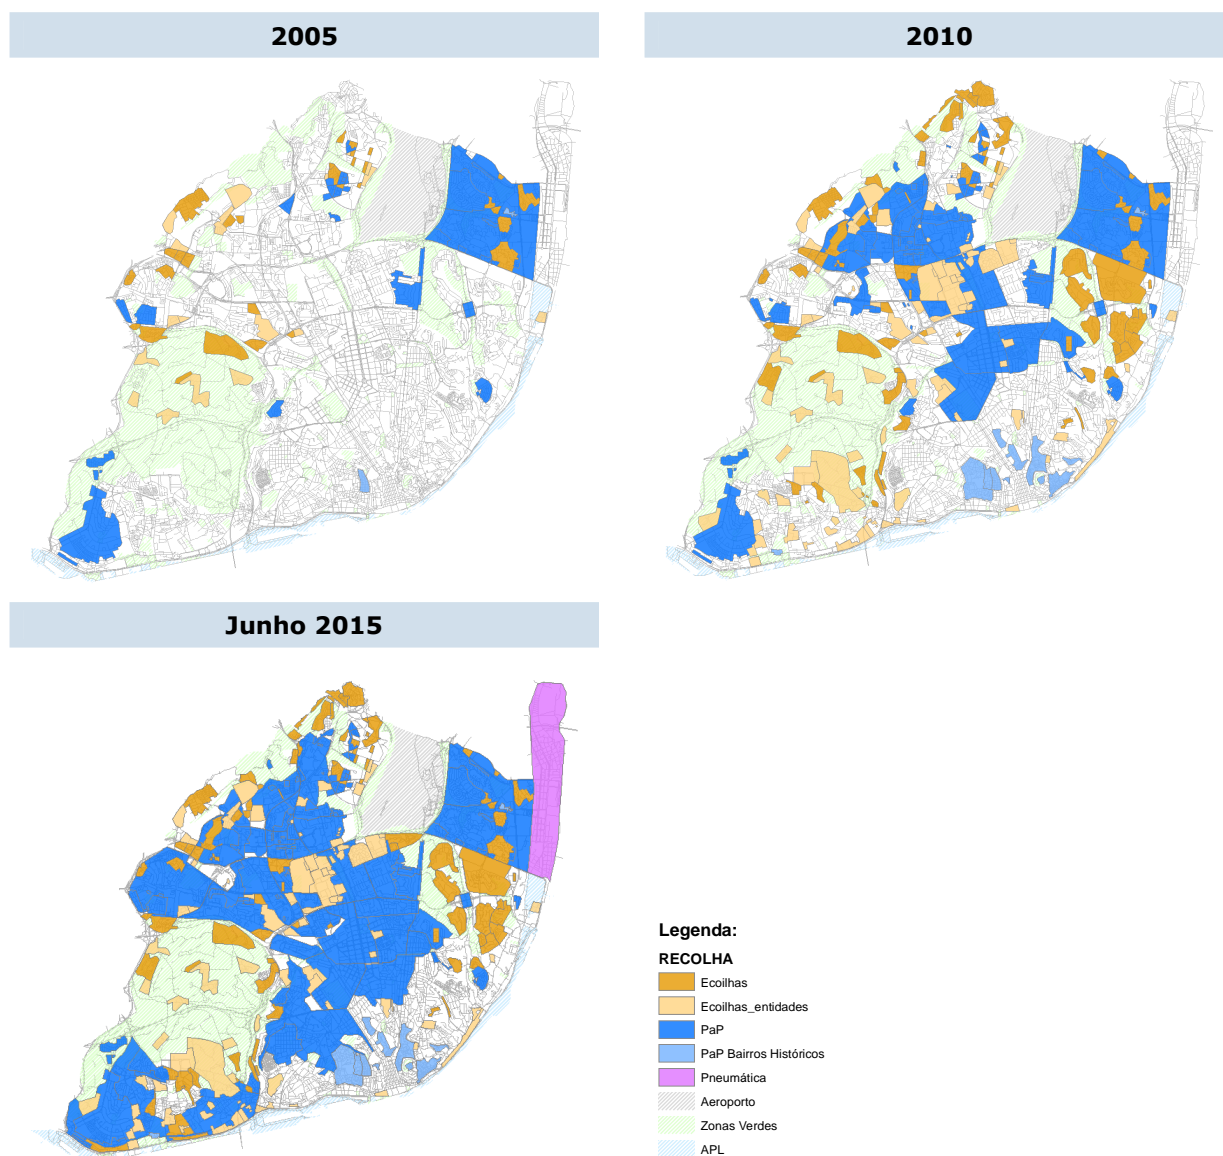 2005
2010
Junho 2015
Legenda:
RECOLHA
Ecoilhas
Ecoilhas_entidades
PaP
PaP Bairros Históricos
Pneumática
Aeroporto
Zonas Verdes
APL